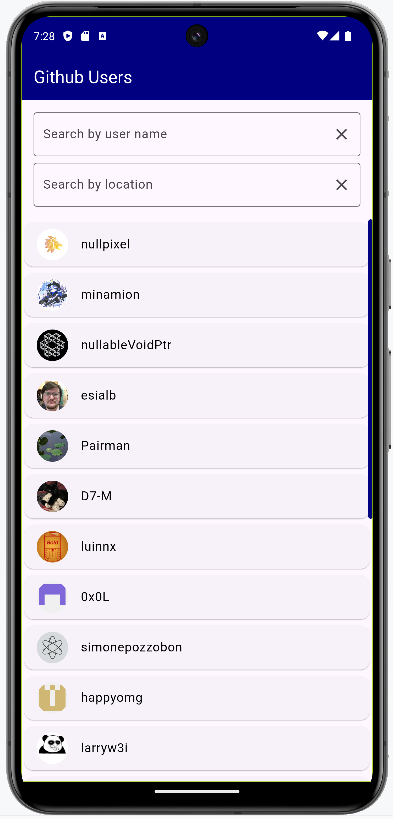 7:28
Github Users
Search by user name
Search by location
nullpixel
minamion
nullableVoidPtr
esialb
Pairman
D7-M
luinnx
0x0L
simonepozzobon
happyomg
larryw3i